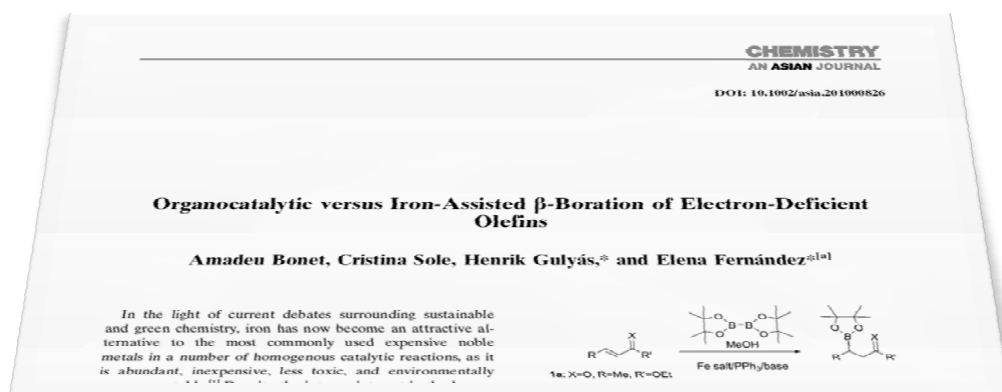 CHEMISTRY
AN ASIAN JOURNAL
DOI: 10.1002/asia.201000826
Organocatalytic versus Iron-Assisted β-Boration of Electron-Deficient
Olefins
Amadeu Bonet, Cristina Sole, Henrik Gulyás,* and Elena Fernández*[a]
In the light of current debates surrounding sustainable
and green chemistry, iron has now become an attractive al-
ternative to the most commonly used expensive noble
metals in a number of homogenous catalytic reactions, as it
is abundant, inexpensive, less toxic, and environmentally
O O
B–B
O O
MeOH
Fe salt/PPh3/base
R X R'
1a; X=O, R=Me, R'=OEt
O O
B X
R R'